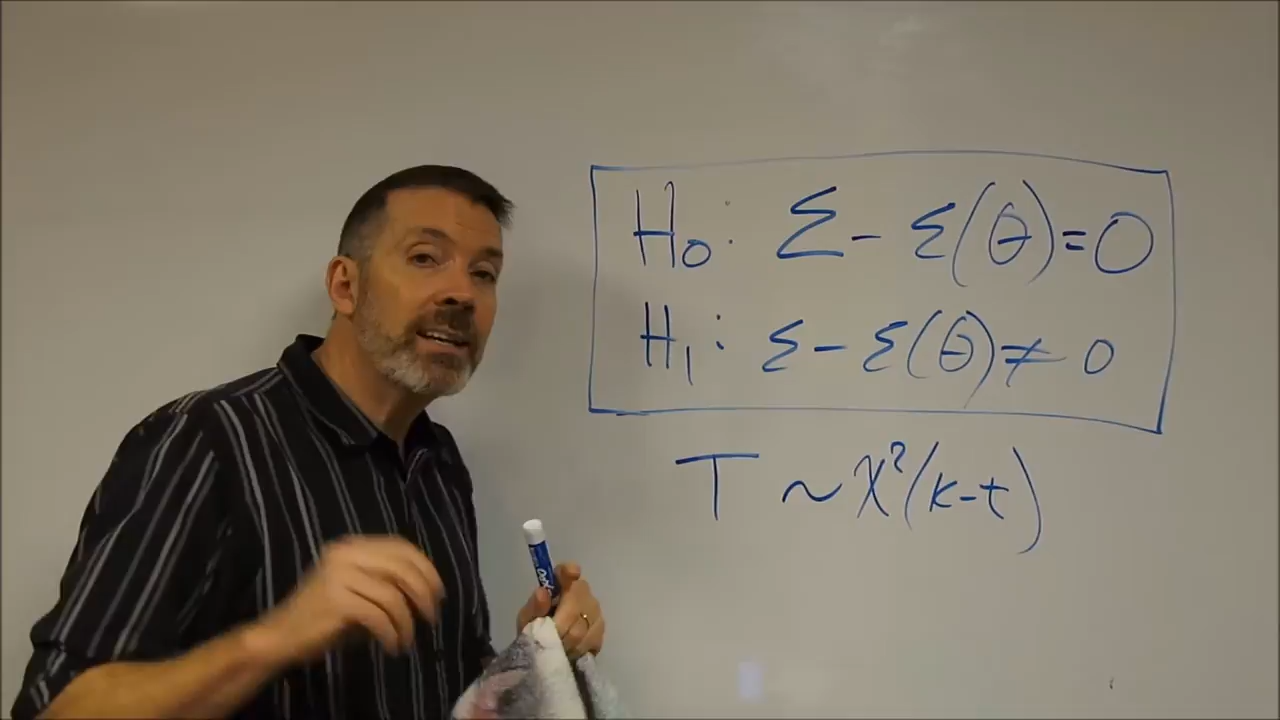 H₀: Σ - Σ(θ) = 0
H₁: Σ - Σ(θ) ≠ 0
T ~ χ²(k-t)